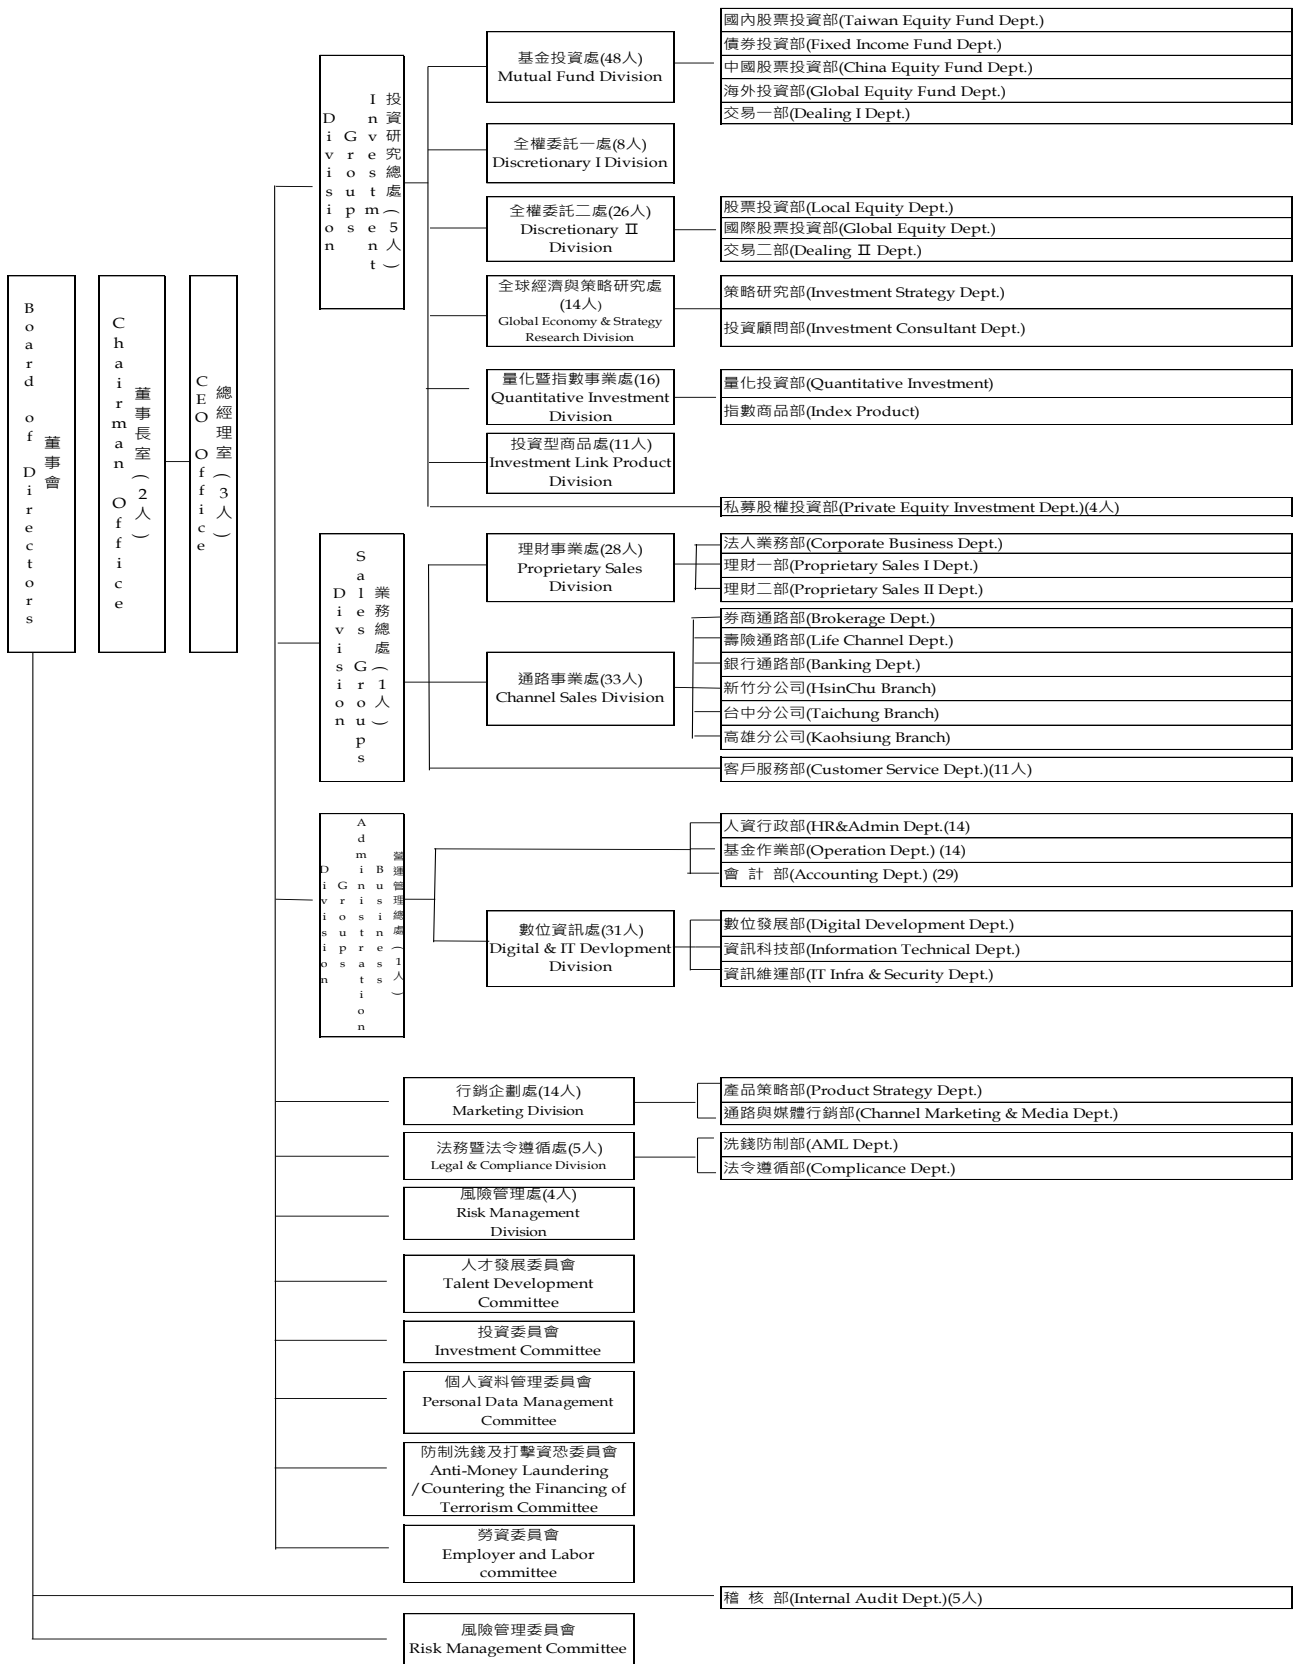 董事會
Board of Directors
董事長室(2人)
Chairman Office
總經理室(3人)
CEO Office
投資研究總處(5人)
Investment
Groups
Division
基金投資處(48人)
Mutual Fund Division
國內股票投資部(Taiwan Equity Fund Dept.)
債券投資部(Fixed Income Fund Dept.)
中國股票投資部(China Equity Fund Dept.)
海外投資部(Global Equity Fund Dept.)
交易一部(Dealing I Dept.)
全權委託一處(8人)
Discretionary I Division
全權委託二處(26人)
Discretionary Ⅱ
Division
股票投資部(Local Equity Dept.)
國際股票投資部(Global Equity Dept.)
交易二部(Dealing Ⅱ Dept.)
全球經濟與策略研究處
(14人)
Global Economy & Strategy
Research Division
策略研究部(Investment Strategy Dept.)
投資顧問部(Investment Consultant Dept.)
量化暨指數事業處(16)
Quantitative Investment
Division
量化投資部(Quantitative Investment)
指數商品部(Index Product)
投資型商品處(11人)
Investment Link Product
Division
私募股權投資部(Private Equity Investment Dept.)(4人)
業務總處(1人)
Sales Groups
Division
理財事業處(28人)
Proprietary Sales
Division
法人業務部(Corporate Business Dept.)
理財一部(Proprietary Sales I Dept.)
理財二部(Proprietary Sales II Dept.)
通路事業處(33人)
Channel Sales Division
券商通路部(Brokerage Dept.)
壽險通路部(Life Channel Dept.)
銀行通路部(Banking Dept.)
新竹分公司(HsinChu Branch)
台中分公司(Taichung Branch)
高雄分公司(Kaohsiung Branch)
客戶服務部(Customer Service Dept.)(11人)
營運管理總處(1人)
Business
Administration
Groups
Division
人資行政部(HR&Admin Dept.(14)
基金作業部(Operation Dept.) (14)
會 計 部(Accounting Dept.) (29)
數位資訊處(31人)
Digital & IT Devlopment
Division
數位發展部(Digital Development Dept.)
資訊科技部(Information Technical Dept.)
資訊維運部(IT Infra & Security Dept.)
行銷企劃處(14人)
Marketing Division
產品策略部(Product Strategy Dept.)
通路與媒體行銷部(Channel Marketing & Media Dept.)
法務暨法令遵循處(5人)
Legal & Compliance Division
洗錢防制部(AML Dept.)
法令遵循部(Complicance Dept.)
風險管理處(4人)
Risk Management
Division
人才發展委員會
Talent Development
Committee
投資委員會
Investment Committee
個人資料管理委員會
Personal Data Management
Committee
防制洗錢及打擊資恐委員會
Anti-Money Laundering
/Countering the Financing of
Terrorism Committee
勞資委員會
Employer and Labor
committee
稽 核 部(Internal Audit Dept.)(5人)
風險管理委員會
Risk Management Committee